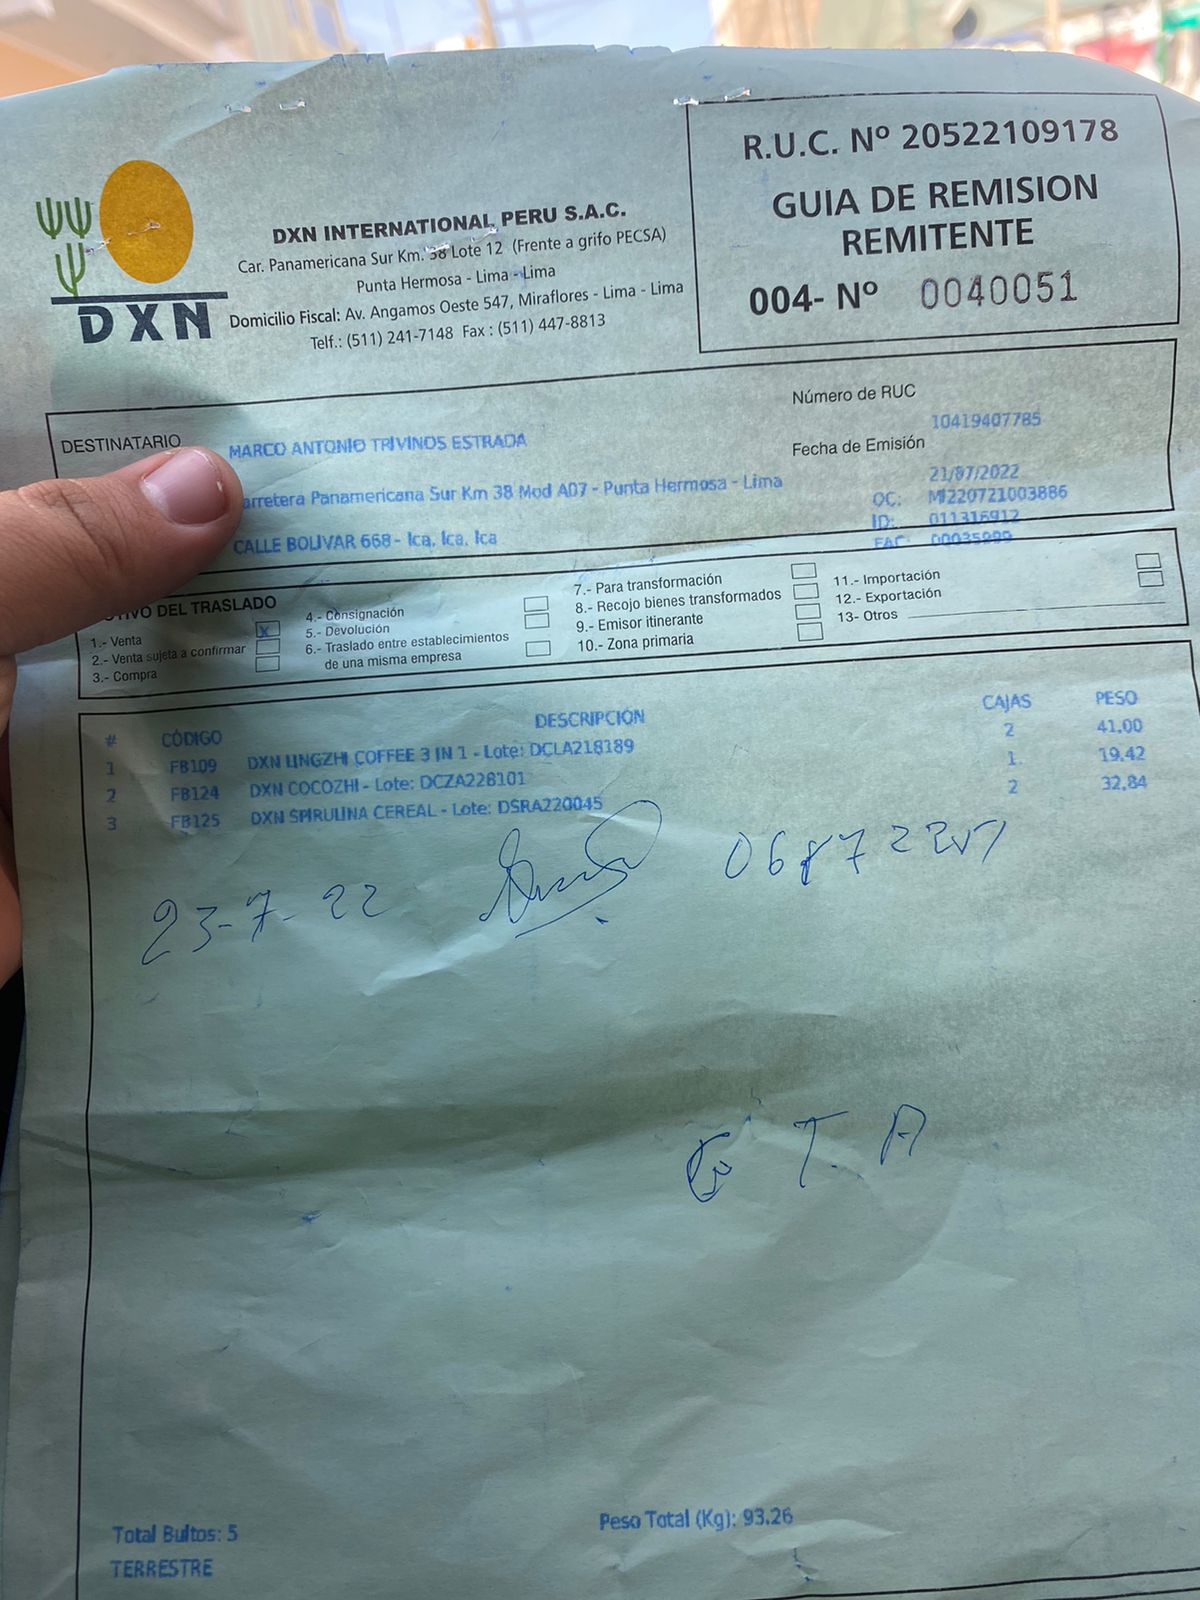 R.U.C. Nº 20522109178
GUIA DE REMISION
REMITENTE
004- Nº 0040051
DXN
DXN INTERNATIONAL PERU S.A.C.
Car. Panamericana Sur Km. 38 Lote 12 (Frente a grifo PECSA)
Punta Hermosa - Lima - Lima
Domicilio Fiscal: Av. Angamos Oeste 547, Miraflores - Lima - Lima
Telf.: (511) 241-7148 Fax : (511) 447-8813
DESTINATARIO
MARCO ANTONIO TRIVINOS ESTRADA
arretera Panamericana Sur Km 38 Mod A07 - Punta Hermosa - Lima
CALLE BOLIVAR 668 - Ica, Ica, Ica
Número de RUC
10419407785
Fecha de Emisión
21/07/2022
OC: MI220721003886
ID: 011316912
FAC: 00035999
TIVO DEL TRASLADO
1.- Venta X
2.- Venta sujeta a confirmar
3.- Compra
4.- Consignación
5.- Devolución
6.- Traslado entre establecimientos
de una misma empresa
7.- Para transformación
8.- Recojo bienes transformados
9.- Emisor itinerante
10.- Zona primaria
11.- Importación
12.- Exportación
13- Otros
# CÓDIGO DESCRIPCIÓN CAJAS PESO
1 FB109 DXN LINGZHI COFFEE 3 IN 1 - Lote: DCLA218189 2 41.00
2 FB124 DXN COCOZHI - Lote: DCZA228101 1 19.42
3 FB125 DXN SPIRULINA CEREAL - Lote: DSRA220045 2 32.84
23-7-22
T. A
Total Bultos: 5
Peso Total (Kg): 93.26
TERRESTRE